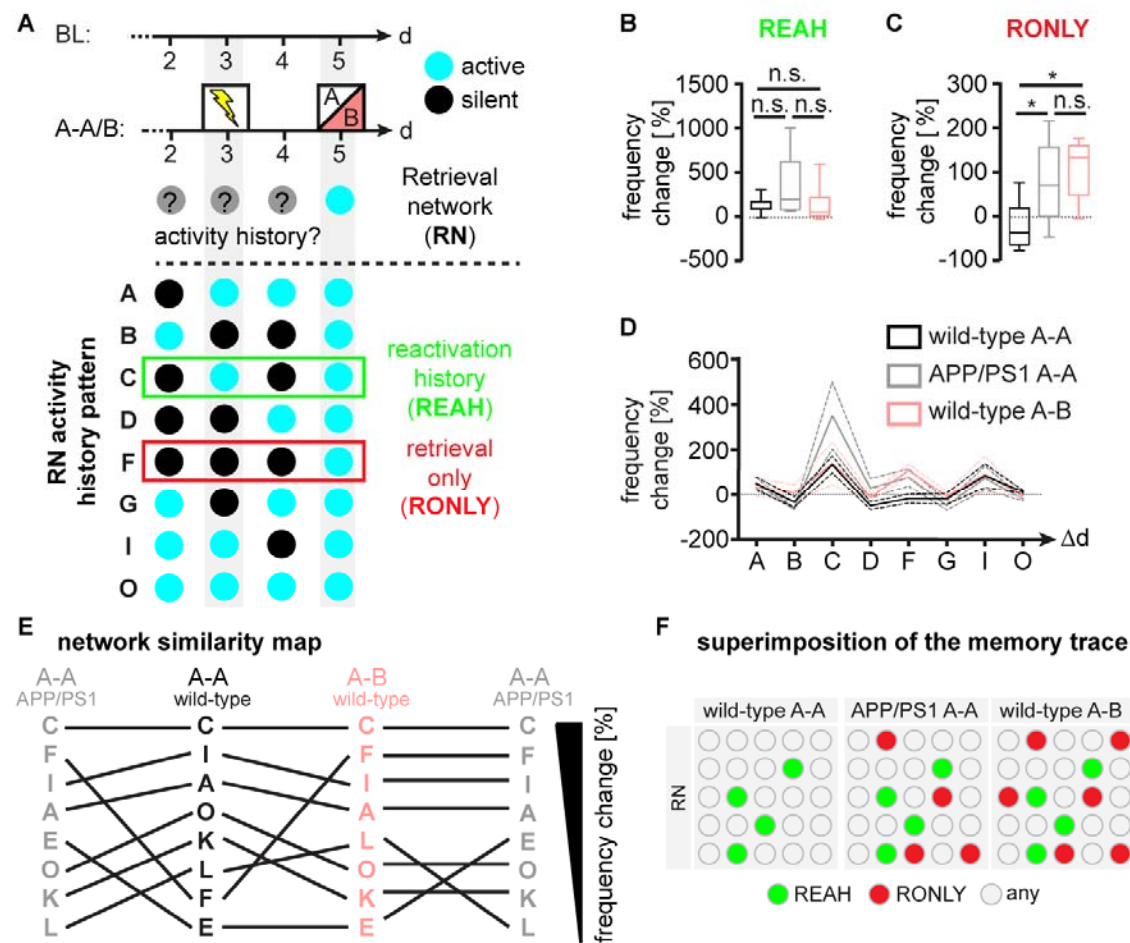 A
BL:
d
2 3 4 5
active
silent
A
B
A-A/B:
d
2 3 4 5
? ? ?
Retrieval
network
(RN)
activity history?
RN activity
history pattern
A
B
C
D
F
G
I
O
reactivation
history
(REAH)
retrieval
only
(RONLY)
B
REAH
frequency
change [%]
1500
1000
500
0
-500
n.s.
n.s. n.s.
C
RONLY
frequency
change [%]
300
200
100
0
-100
*
* n.s.
D
frequency
change [%]
600
400
200
0
-200
A B C D F G I O
Δd
wild-type A-A
APP/PS1 A-A
wild-type A-B
E network similarity map
A-A A-A A-B A-A
APP/PS1 wild-type wild-type APP/PS1
C C C C
F I F F
I A I I
A O A A
E K L E
O L O O
K F K K
L E E L
frequency change [%]
F superimposition of the memory trace
wild-type A-A APP/PS1 A-A wild-type A-B
RN
REAH RONLY any